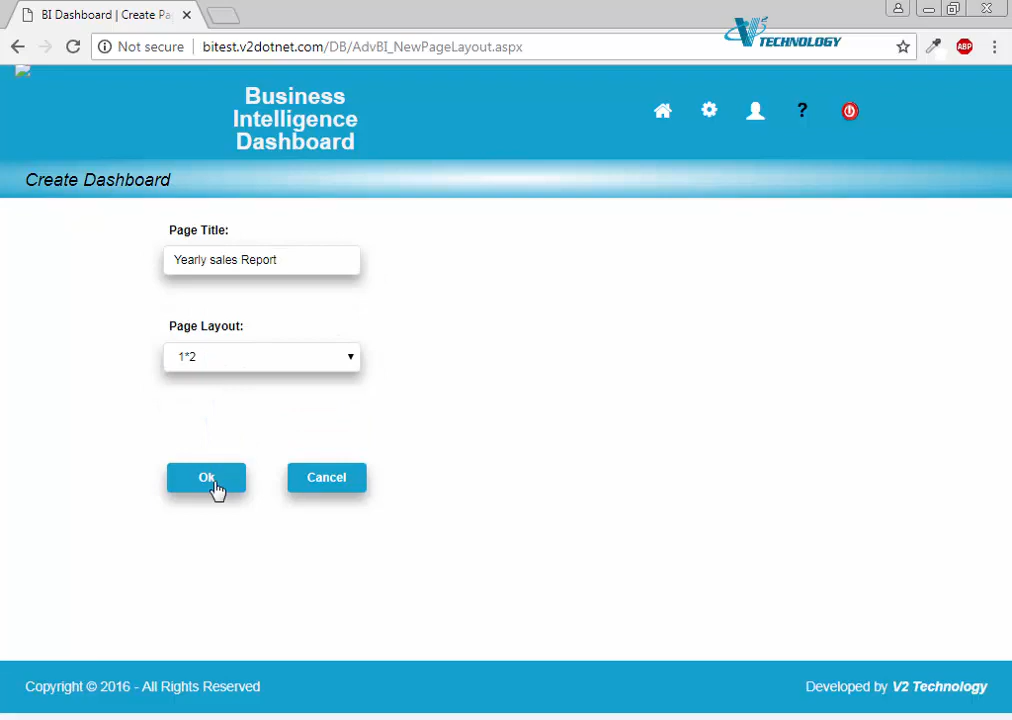 BI Dashboard | Create Pa
Not secure
bitest.v2dotnet.com/DB/AdvBI_NewPageLayout.aspx
V2 TECHNOLOGY
ABP
Business
Intelligence
Dashboard
?
Create Dashboard
Page Title:
Yearly sales Report
Page Layout:
1*2
Ok
Cancel
Copyright © 2016 - All Rights Reserved
Developed by V2 Technology